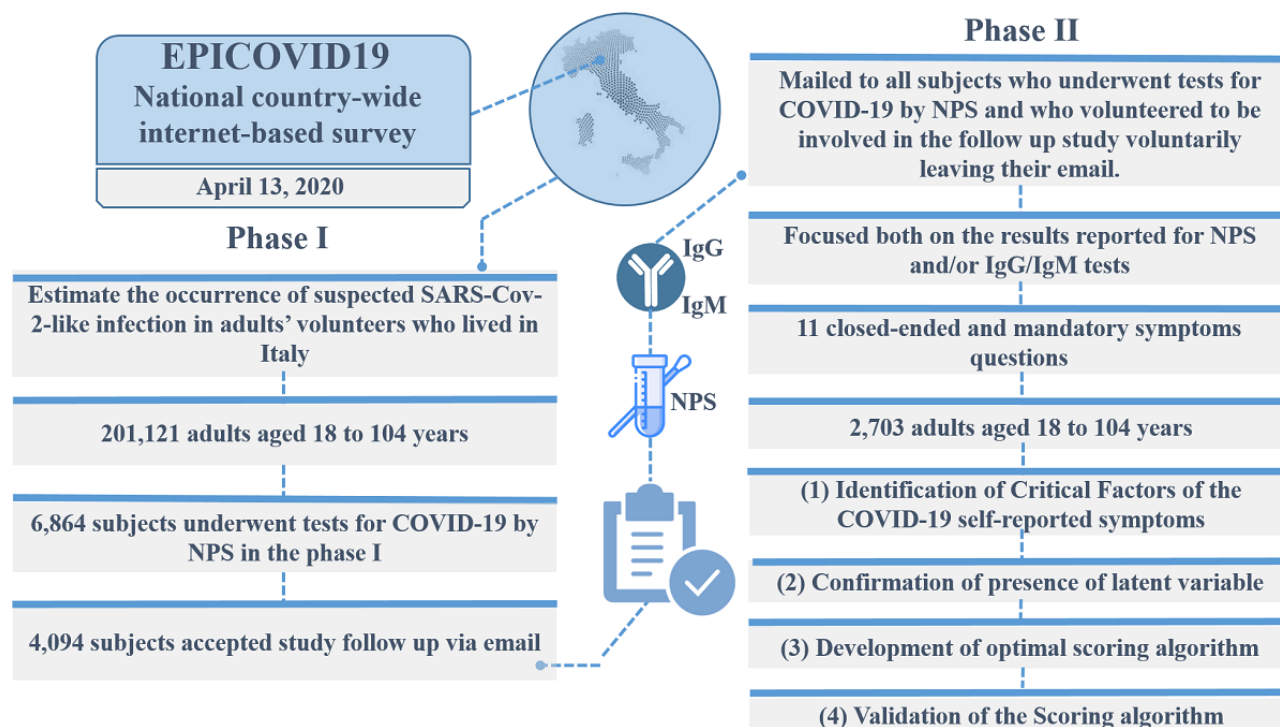 EPICOVID19
National country-wide
internet-based survey
April 13, 2020
Phase I
Estimate the occurrence of suspected SARS-Cov-
2-like infection in adults’ volunteers who lived in
Italy
201,121 adults aged 18 to 104 years
6,864 subjects underwent tests for COVID-19 by
NPS in the phase I
4,094 subjects accepted study follow up via email
IgG
IgM
NPS
Phase II
Mailed to all subjects who underwent tests for
COVID-19 by NPS and who volunteered to be
involved in the follow up study voluntarily
leaving their email.
Focused both on the results reported for NPS
and/or IgG/IgM tests
11 closed-ended and mandatory symptoms
questions
2,703 adults aged 18 to 104 years
(1) Identification of Critical Factors of the
COVID-19 self-reported symptoms
(2) Confirmation of presence of latent variable
(3) Development of optimal scoring algorithm
(4) Validation of the Scoring algorithm